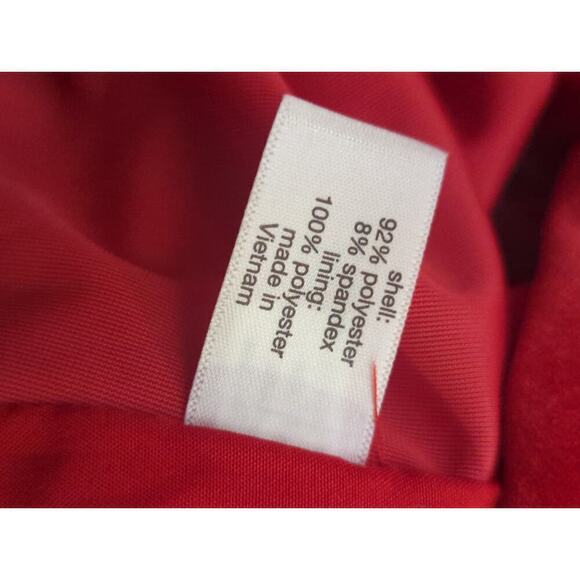 shell:
92% polyester
8% spandex
lining:
100% polyester
made in
Vietnam